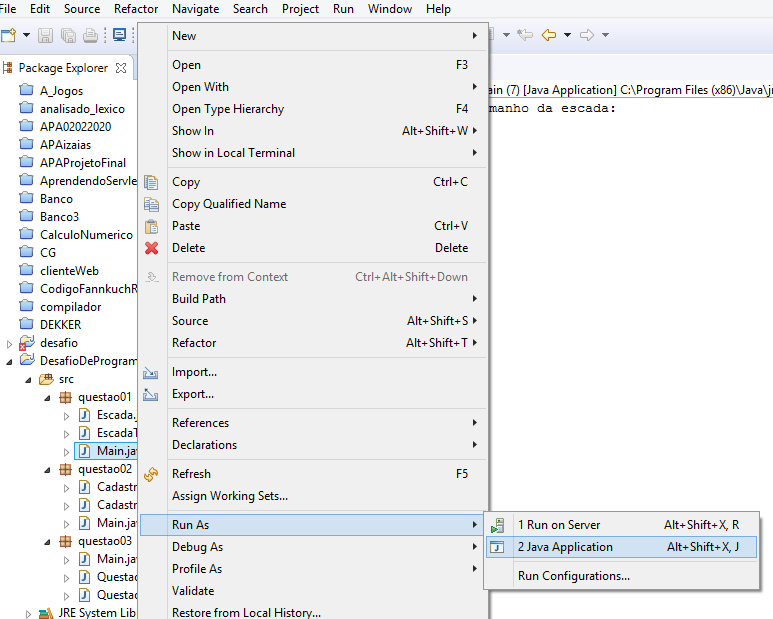 File Edit Source Refactor Navigate Search Project Run Window Help
Package Explorer
A_Jogos
analisado_lexico
APA02022020
APAizaias
APAProjetoFinal
AprendendoServle
Banco
Banco3
CalculoNumerico
CG
clienteWeb
CodigoFannkuchR
compilador
DEKKER
desafio
DesafioDeProgram
src
questao01
Escada.
EscadaT
Main.ja
questao02
Cadastr
Cadastr
Main.ja
questao03
Main.ja
Questac
Questac
JRE System Lib
New
Open F3
Open With
Open Type Hierarchy F4
Show In Alt+Shift+W
Show in Local Terminal
Copy Ctrl+C
Copy Qualified Name
Paste Ctrl+V
Delete Delete
Remove from Context Ctrl+Alt+Shift+Down
Build Path
Source Alt+Shift+S
Refactor Alt+Shift+T
Import...
Export...
References
Declarations
Refresh F5
Assign Working Sets...
Run As
Debug As
Profile As
Validate
Restore from Local History...
1 Run on Server Alt+Shift+X, R
2 Java Application Alt+Shift+X, J
Run Configurations...
ain (7) [Java Application] C:\Program Files (x86)\Java\jr
manho da escada: